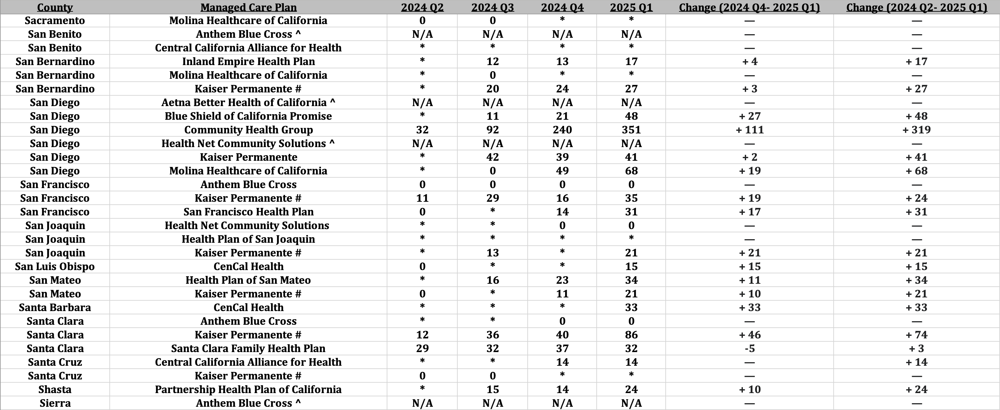 County Managed Care Plan 2024 Q2 2024 Q3 2024 Q4 2025 Q1 Change (2024 Q4- 2025 Q1) Change (2024 Q2- 2025 Q1)
Sacramento Molina Healthcare of California 0 0 * * — —
San Benito Anthem Blue Cross ^ N/A N/A N/A N/A — —
San Benito Central California Alliance for Health * * * * — —
San Bernardino Inland Empire Health Plan * 12 13 17 + 4 + 17
San Bernardino Molina Healthcare of California * 0 * * — —
San Bernardino Kaiser Permanente # * 20 24 27 + 3 + 27
San Diego Aetna Better Health of California ^ N/A N/A N/A N/A — —
San Diego Blue Shield of California Promise * 11 21 48 + 27 + 48
San Diego Community Health Group 32 92 240 351 + 111 + 319
San Diego Health Net Community Solutions ^ N/A N/A N/A N/A — —
San Diego Kaiser Permanente * 42 39 41 + 2 + 41
San Diego Molina Healthcare of California * 0 49 68 + 19 + 68
San Francisco Anthem Blue Cross 0 0 0 0 — —
San Francisco Kaiser Permanente # 11 29 16 35 + 19 + 24
San Francisco San Francisco Health Plan 0 * 14 31 + 17 + 31
San Joaquin Health Net Community Solutions * * 0 0 — —
San Joaquin Health Plan of San Joaquin * * * * — —
San Joaquin Kaiser Permanente # * 13 * 21 + 21 + 21
San Luis Obispo CenCal Health 0 * * 15 + 15 + 15
San Mateo Health Plan of San Mateo * 16 23 34 + 11 + 34
San Mateo Kaiser Permanente # 0 * 11 21 + 10 + 21
Santa Barbara CenCal Health * * * 33 + 33 + 33
Santa Clara Anthem Blue Cross * * 0 0 — —
Santa Clara Kaiser Permanente # 12 36 40 86 + 46 + 74
Santa Clara Santa Clara Family Health Plan 29 32 37 32 -5 + 3
Santa Cruz Central California Alliance for Health * * 14 14 — + 14
Santa Cruz Kaiser Permanente # 0 0 * * — —
Shasta Partnership Health Plan of California * 15 14 24 + 10 + 24
Sierra Anthem Blue Cross ^ N/A N/A N/A N/A — —